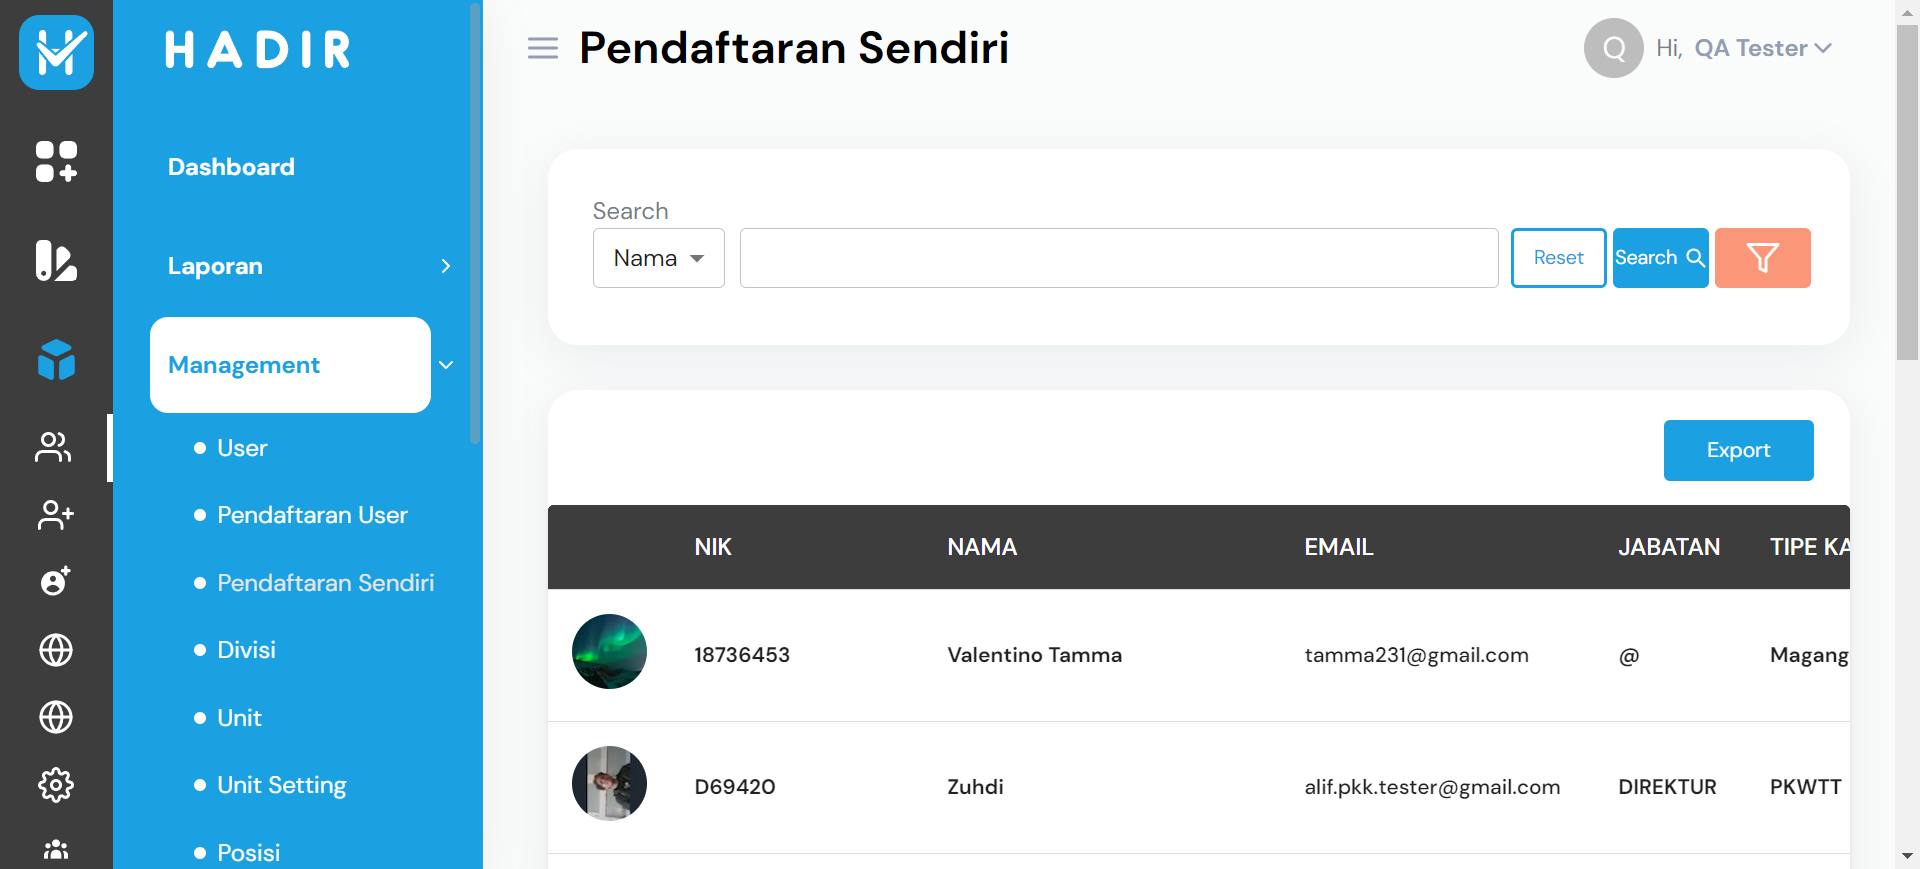 HADIR
Dashboard
Laporan
Management
User
Pendaftaran User
Pendaftaran Sendiri
Divisi
Unit
Unit Setting
Posisi
Pendaftaran Sendiri
Q Hi, QA Tester
Search
Nama
Reset
Search
Export
NIK NAMA EMAIL JABATAN TIPE KA
18736453 Valentino Tamma tamma231@gmail.com @ Magang
D69420 Zuhdi alif.pkk.tester@gmail.com DIREKTUR PKWTT